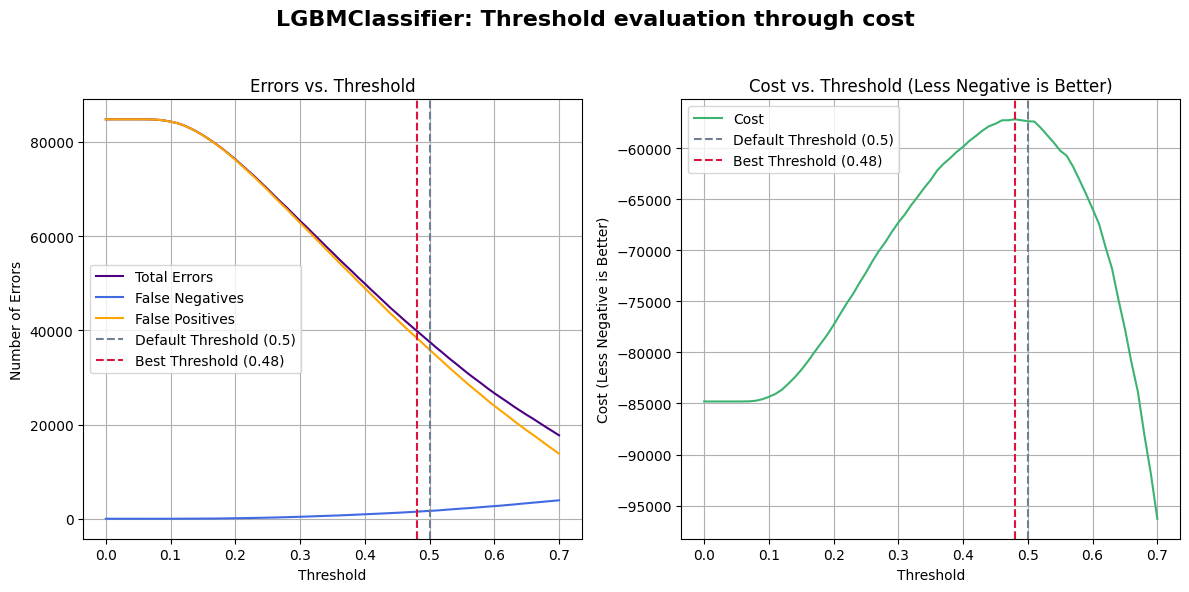 LGBMClassifier: Threshold evaluation through cost
Errors vs. Threshold
Number of Errors
80000
60000
40000
20000
0
Total Errors
False Negatives
False Positives
Default Threshold (0.5)
Best Threshold (0.48)
0.0 0.1 0.2 0.3 0.4 0.5 0.6 0.7
Threshold
Cost vs. Threshold (Less Negative is Better)
Cost (Less Negative is Better)
Cost
Default Threshold (0.5)
Best Threshold (0.48)
−60000
−65000
−70000
−75000
−80000
−85000
−90000
−95000
0.0 0.1 0.2 0.3 0.4 0.5 0.6 0.7
Threshold